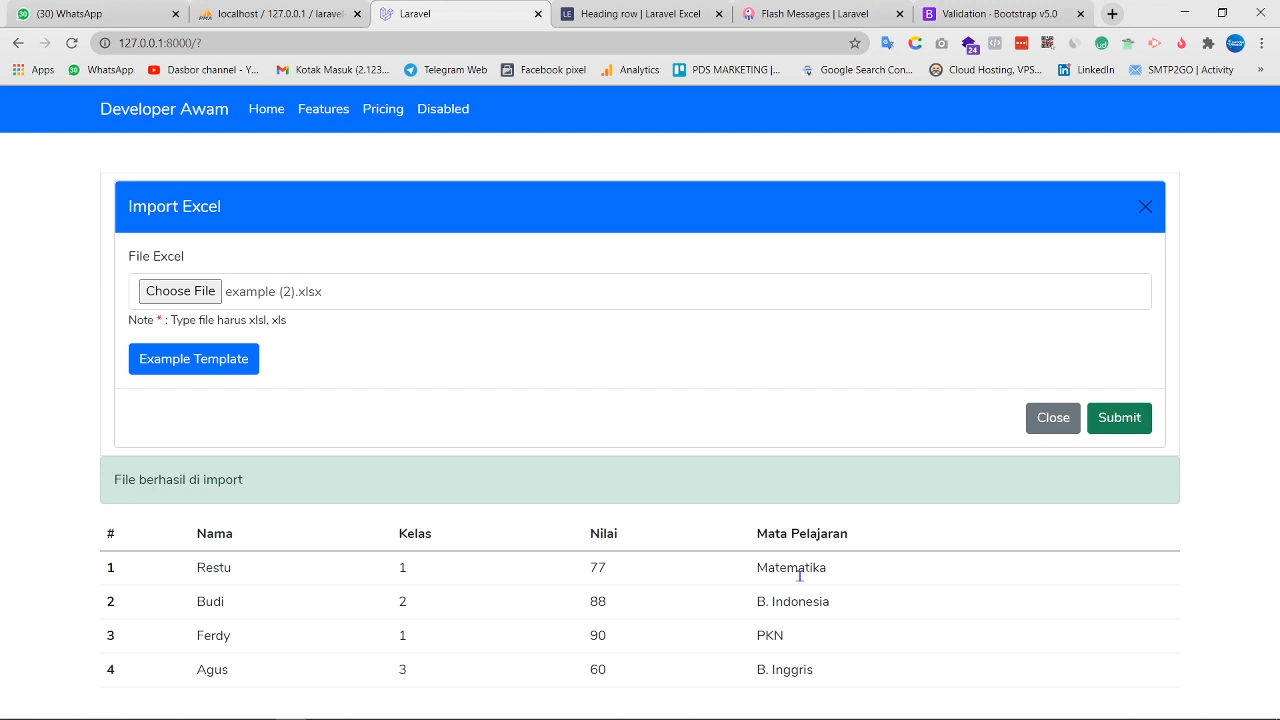 (30) WhatsApp
localhost / 127.0.0.1 / laravel
Laravel
Heading row | Laravel Excel
Flash Messages | Laravel
Validation · Bootstrap v5.0
127.0.0.1:8000/?
24
ud
Apps WhatsApp Dasbor channel - Y... Kotak Masuk (2.123... Telegram Web Facebook pixel Analytics PDS MARKETING |... Google Search Con... Cloud Hosting, VPS... LinkedIn SMTP2GO | Activity »
Developer Awam Home Features Pricing Disabled
Import Excel
File Excel
Choose File example (2).xlsx
Note * : Type file harus xlsl, xls
Example Template
Close Submit
File berhasil di import
# Nama Kelas Nilai Mata Pelajaran
1 Restu 1 77 Matematika
2 Budi 2 88 B. Indonesia
3 Ferdy 1 90 PKN
4 Agus 3 60 B. Inggris